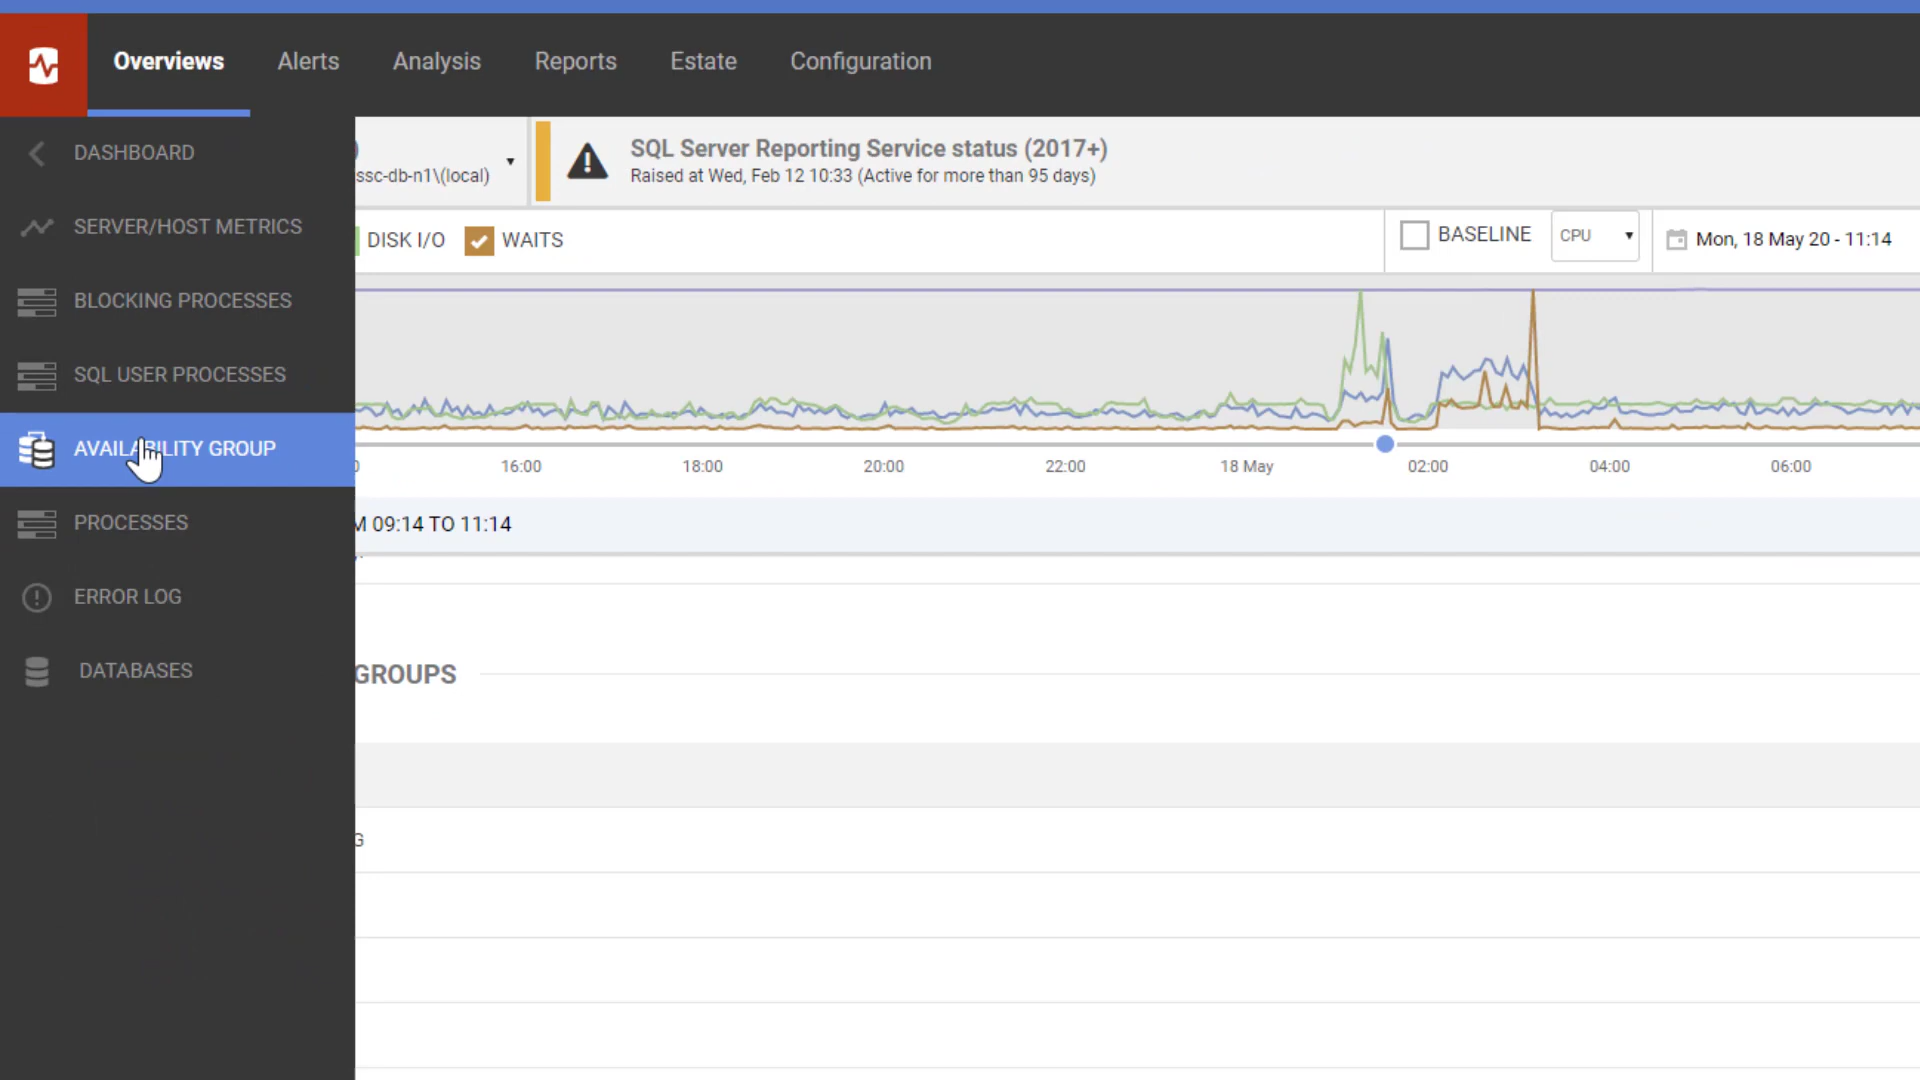 Overviews Alerts Analysis Reports Estate Configuration
DASHBOARD
SERVER/HOST METRICS
BLOCKING PROCESSES
SQL USER PROCESSES
AVAILABILITY GROUP
PROCESSES
ERROR LOG
DATABASES
)
ssc-db-n1\(local)
SQL Server Reporting Service status (2017+)
Raised at Wed, Feb 12 10:33 (Active for more than 95 days)
DISK I/O WAITS
BASELINE CPU Mon, 18 May 20 - 11:14
0 16:00 18:00 20:00 22:00 18 May 02:00 04:00 06:00
M 09:14 TO 11:14
GROUPS
G